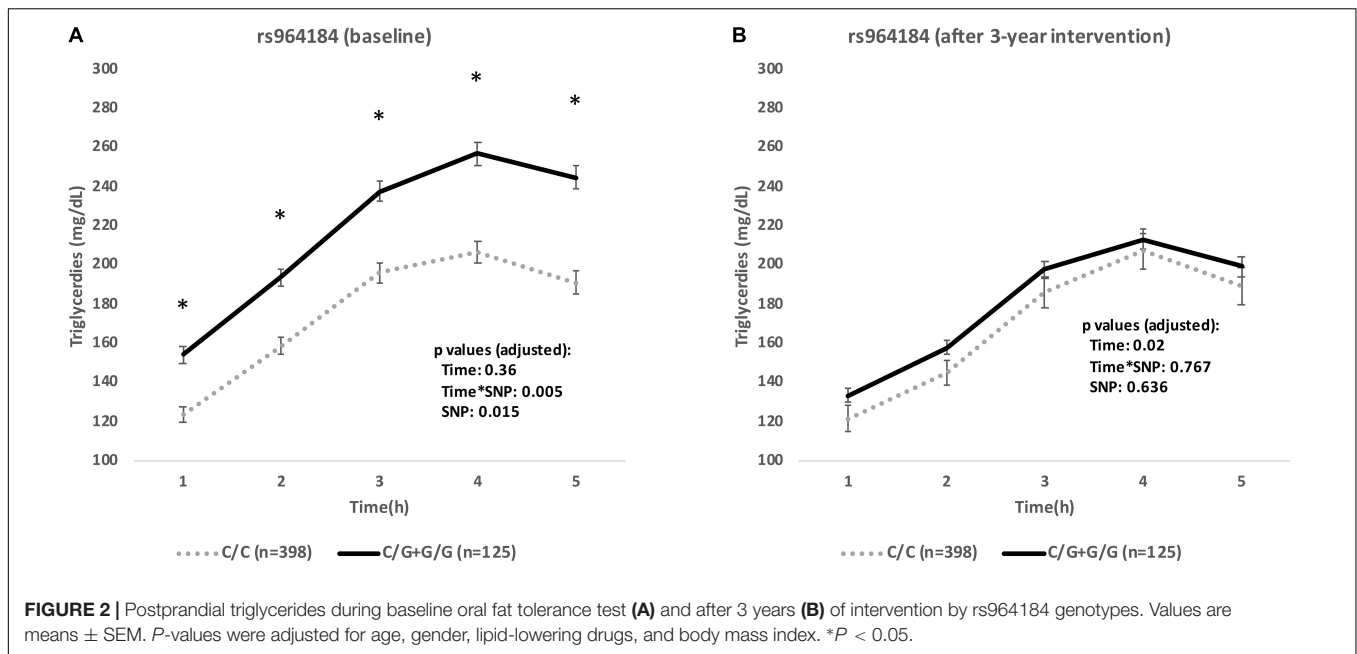 A
rs964184 (baseline)
300
280
260
240
220
200
180
160
140
120
100
Triglycerdies (mg/dL)
*
*
*
*
*
p values (adjusted):
Time: 0.36
Time*SNP: 0.005
SNP: 0.015
1 2 3 4 5
Time(h)
C/C (n=398) C/G+G/G (n=125)
B
rs964184 (after 3-year intervention)
300
280
260
240
220
200
180
160
140
120
100
Triglycerdies (mg/dL)
p values (adjusted):
Time: 0.02
Time*SNP: 0.767
SNP: 0.636
1 2 3 4 5
Time(h)
C/C (n=398) C/G+G/G (n=125)
FIGURE 2 | Postprandial triglycerides during baseline oral fat tolerance test (A) and after 3 years (B) of intervention by rs964184 genotypes. Values are
means ± SEM. P-values were adjusted for age, gender, lipid-lowering drugs, and body mass index. *P < 0.05.